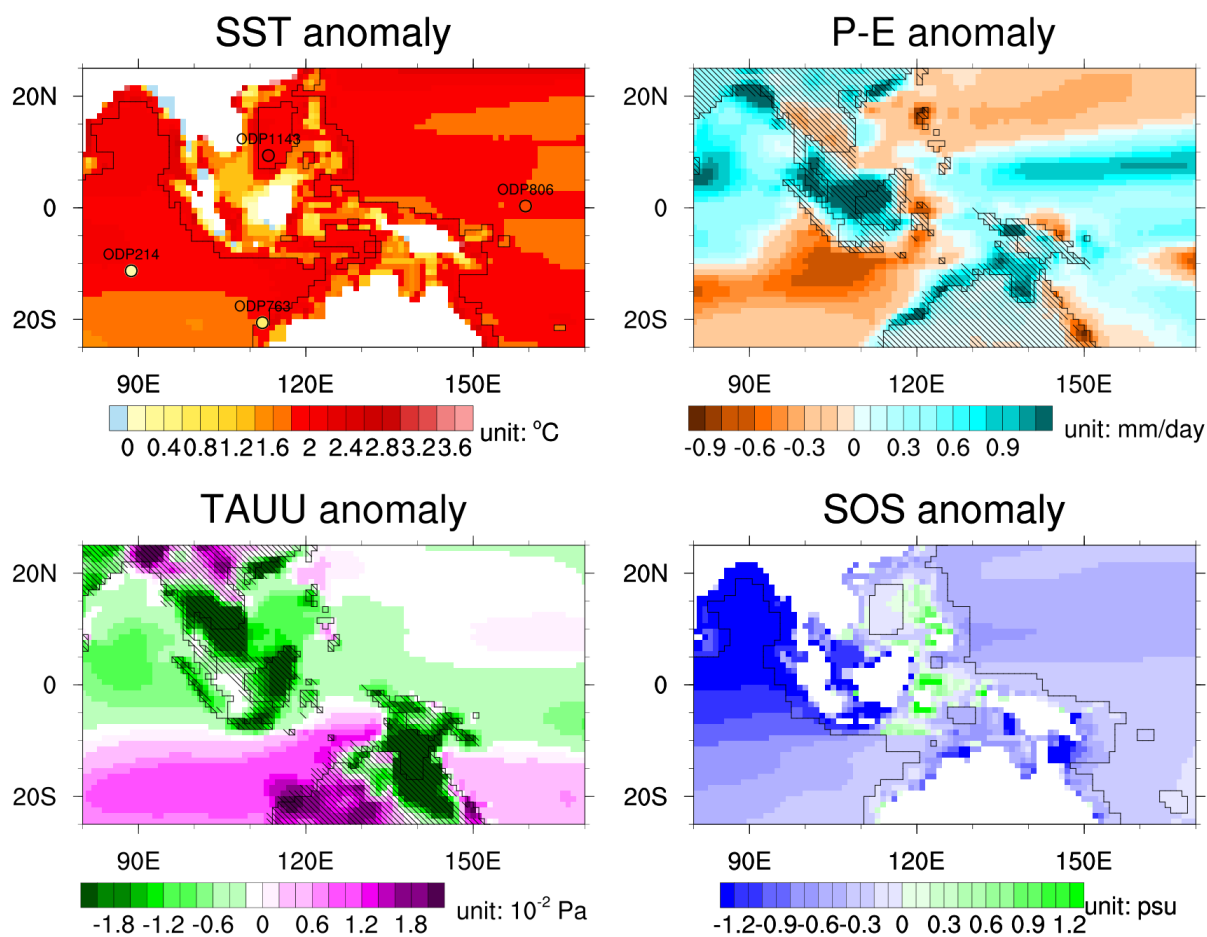 SST anomaly
P-E anomaly
20N
0
20S
ODP1143
ODP806
ODP214
ODP763
20N
0
20S
90E 120E 150E
90E 120E 150E
0 0.4 0.8 1.2 1.6 2 2.4 2.8 3.2 3.6
unit: °C
-0.9 -0.6 -0.3 0 0.3 0.6 0.9
unit: mm/day
TAUU anomaly
SOS anomaly
20N
0
20S
20N
0
20S
90E 120E 150E
90E 120E 150E
-1.8 -1.2 -0.6 0 0.6 1.2 1.8
unit: 10⁻² Pa
-1.2 -0.9 -0.6 -0.3 0 0.3 0.6 0.9 1.2
unit: psu